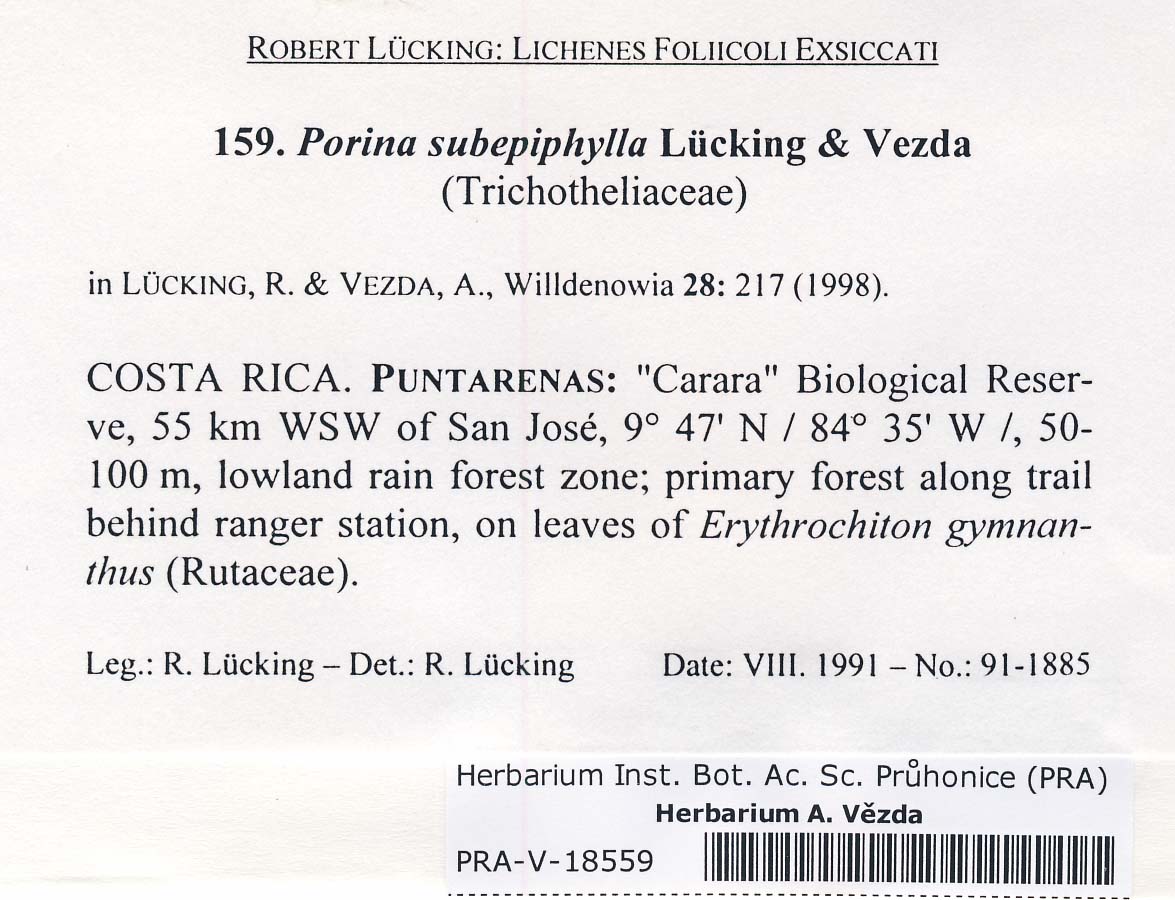 ROBERT LÜCKING: LICHENES FOLIICOLI EXSICCATI
159. Porina subepiphylla Lücking & Vezda
(Trichotheliaceae)
in LÜCKING, R. & VEZDA, A., Willdenowia 28: 217 (1998).
COSTA RICA. PUNTARENAS: "Carara" Biological Reser-
ve, 55 km WSW of San José, 9° 47' N / 84° 35' W /, 50-
100 m, lowland rain forest zone; primary forest along trail
behind ranger station, on leaves of Erythrochiton gymnan-
thus (Rutaceae).
Leg.: R. Lücking – Det.: R. Lücking Date: VIII. 1991 – No.: 91-1885
Herbarium Inst. Bot. Ac. Sc. Průhonice (PRA)
Herbarium A. Vězda
PRA-V-18559